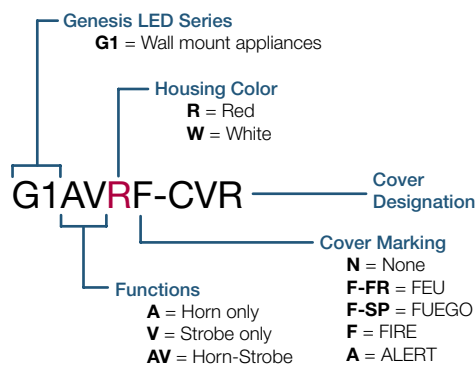 Genesis LED Series
G1 = Wall mount appliances
Housing Color
R = Red
W = White
G1AVRF-CVR
Cover
Designation
Cover Marking
N = None
F-FR = FEU
F-SP = FUEGO
F = FIRE
A = ALERT
Functions
A = Horn only
V = Strobe only
AV = Horn-Strobe